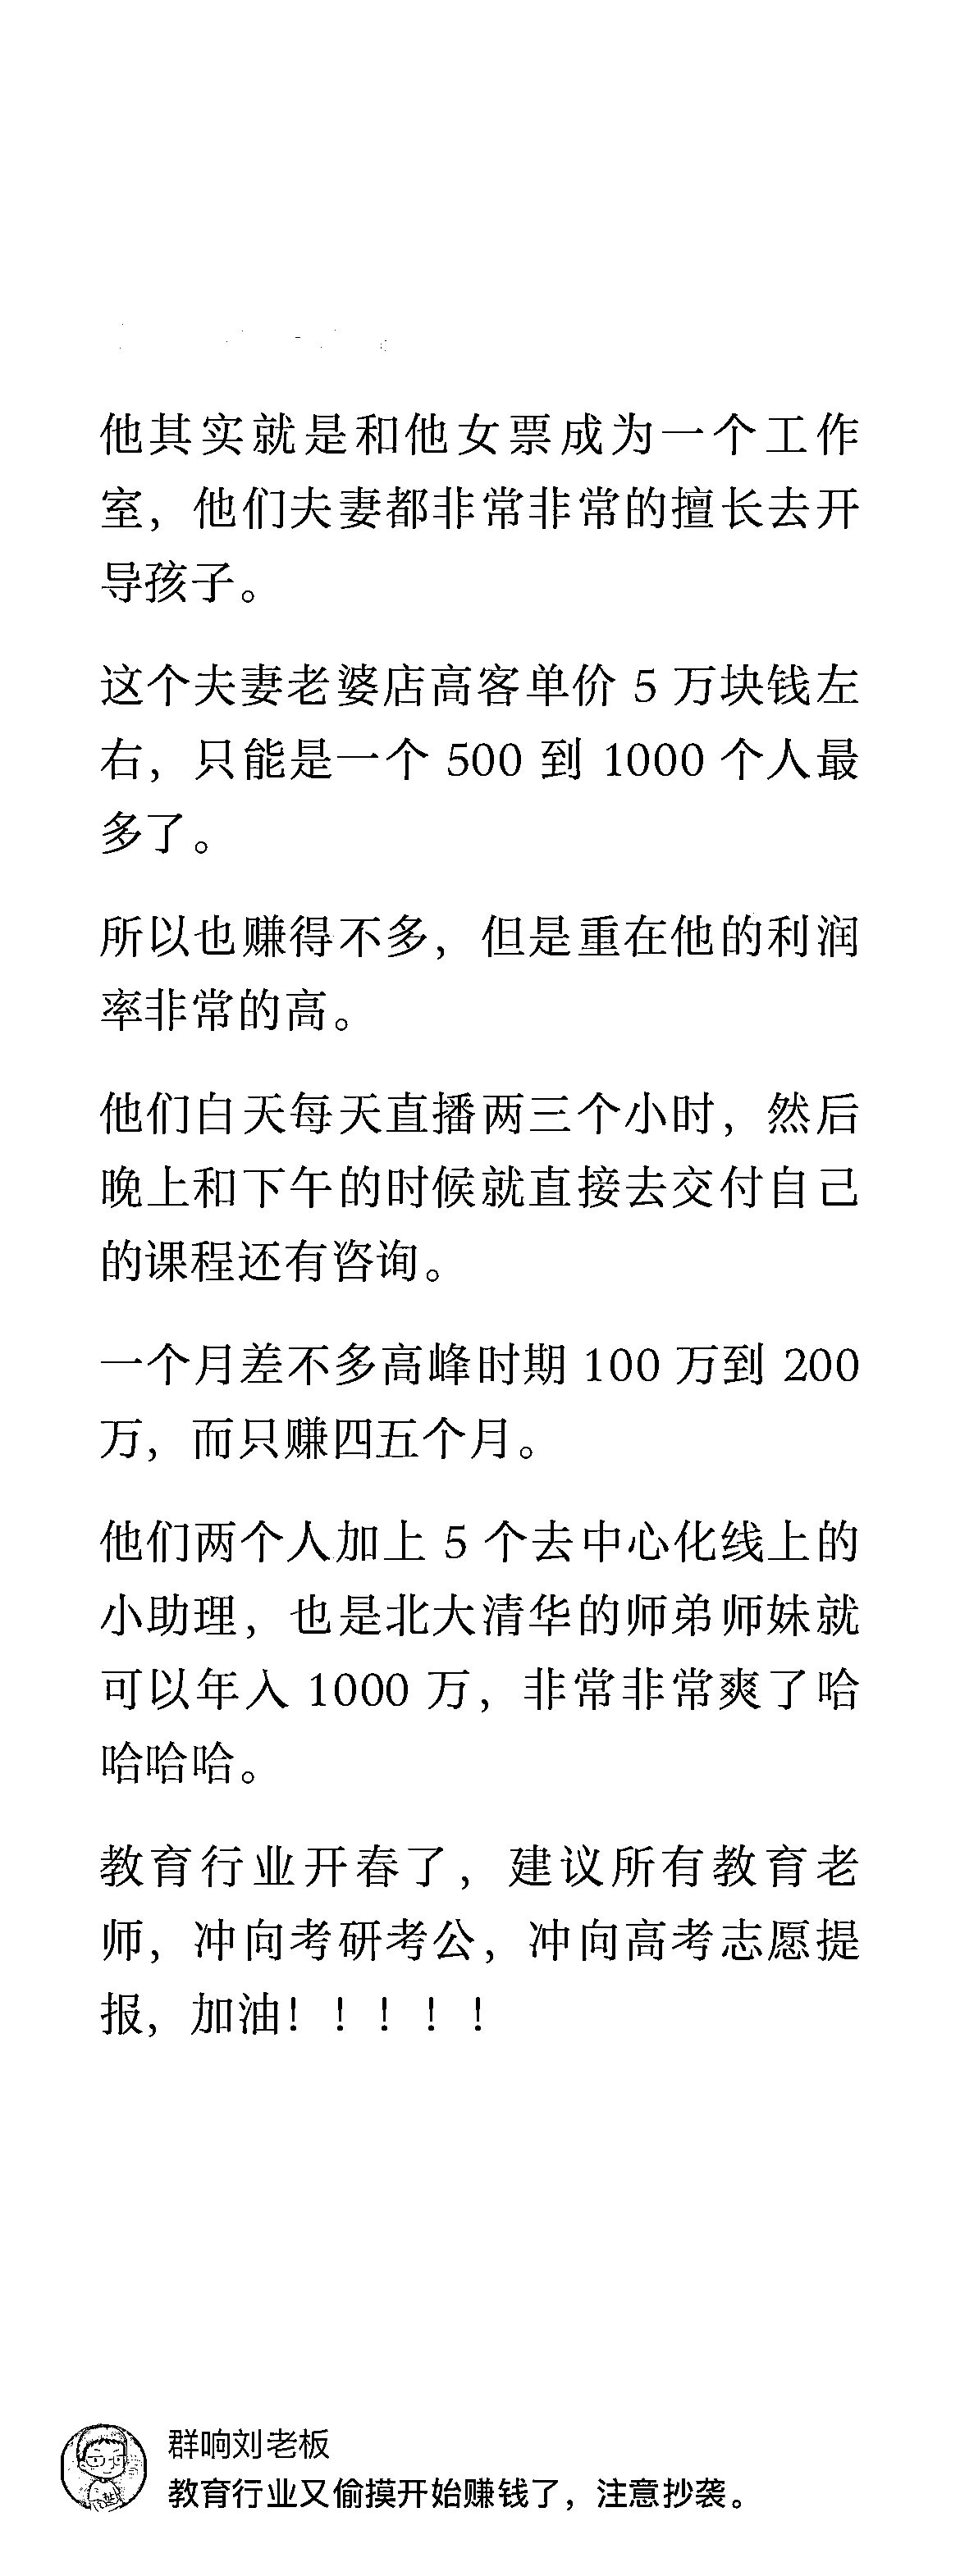 他其实就是和他女票成为一个工作
室，他们夫妻都非常非常的擅长去开
导孩子。
这个夫妻老婆店高客单价 5 万块钱左
右，只能是一个 500 到 1000 个人最
多了。
所以也赚得不多，但是重在他的利润
率非常的高。
他们白天每天直播两三个小时，然后
晚上和下午的时候就直接去交付自己
的课程还有咨询。
一个月差不多高峰时期 100 万到 200
万，而只赚四五个月。
他们两个人加上 5 个去中心化线上的
小助理，也是北大清华的师弟师妹就
可以年入 1000 万，非常非常爽了哈
哈哈哈。
教育行业开春了，建议所有教育老
师，冲向考研考公，冲向高考志愿提
报，加油！！！！！
群响刘老板
教育行业又偷摸开始赚钱了，注意抄袭。